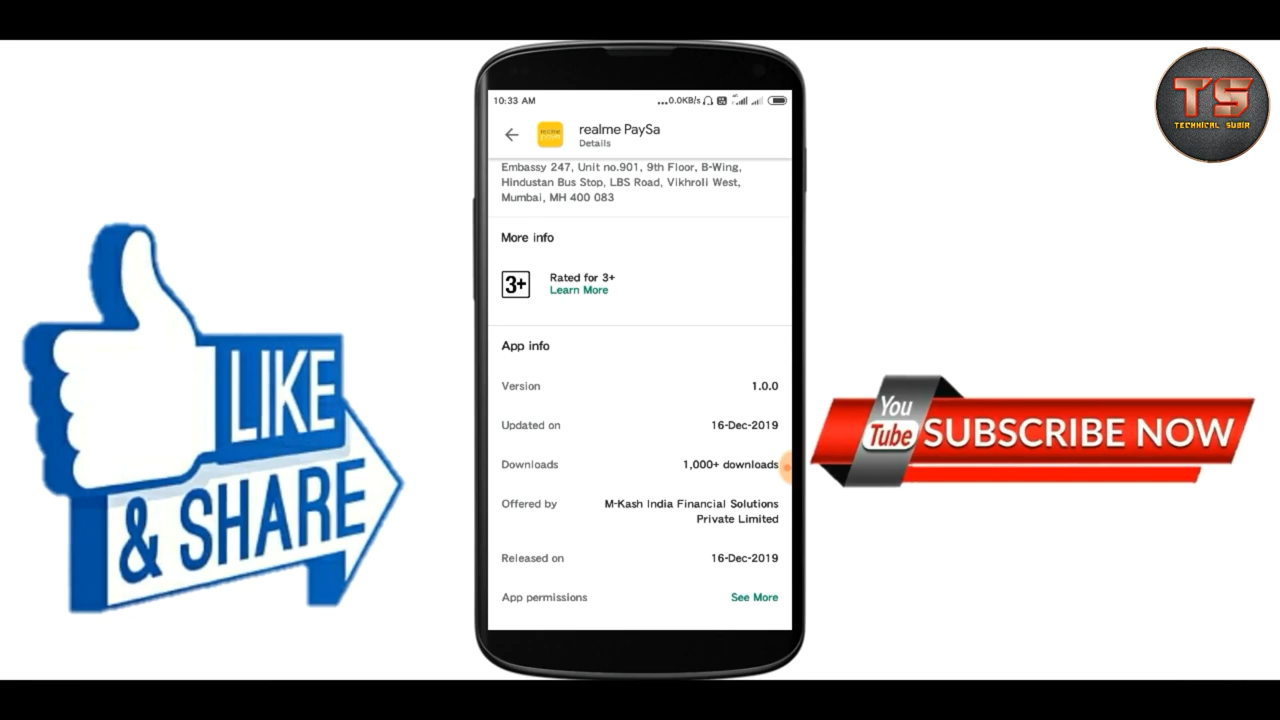 TS
TECHNICAL SUBIR
10:33 AM
...0.0KB/s
realme PaySa
Details
Embassy 247, Unit no.901, 9th Floor, B-Wing,
Hindustan Bus Stop, LBS Road, Vikhroli West,
Mumbai, MH 400 083
More info
3+
Rated for 3+
Learn More
App info
Version 1.0.0
Updated on 16-Dec-2019
Downloads 1,000+ downloads
Offered by M-Kash India Financial Solutions
Private Limited
Released on 16-Dec-2019
App permissions See More
LIKE
& SHARE
You
Tube SUBSCRIBE NOW